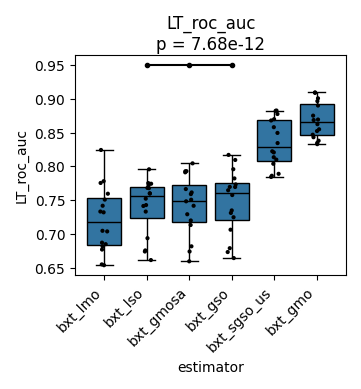 LT_roc_auc
p = 7.68e-12
0.95
0.90
0.85
0.80
0.75
0.70
0.65
LT_roc_auc
bxt_lmo
bxt_lso
bxt_gmosa
bxt_gso
bxt_sgso_us
bxt_gmo
estimator